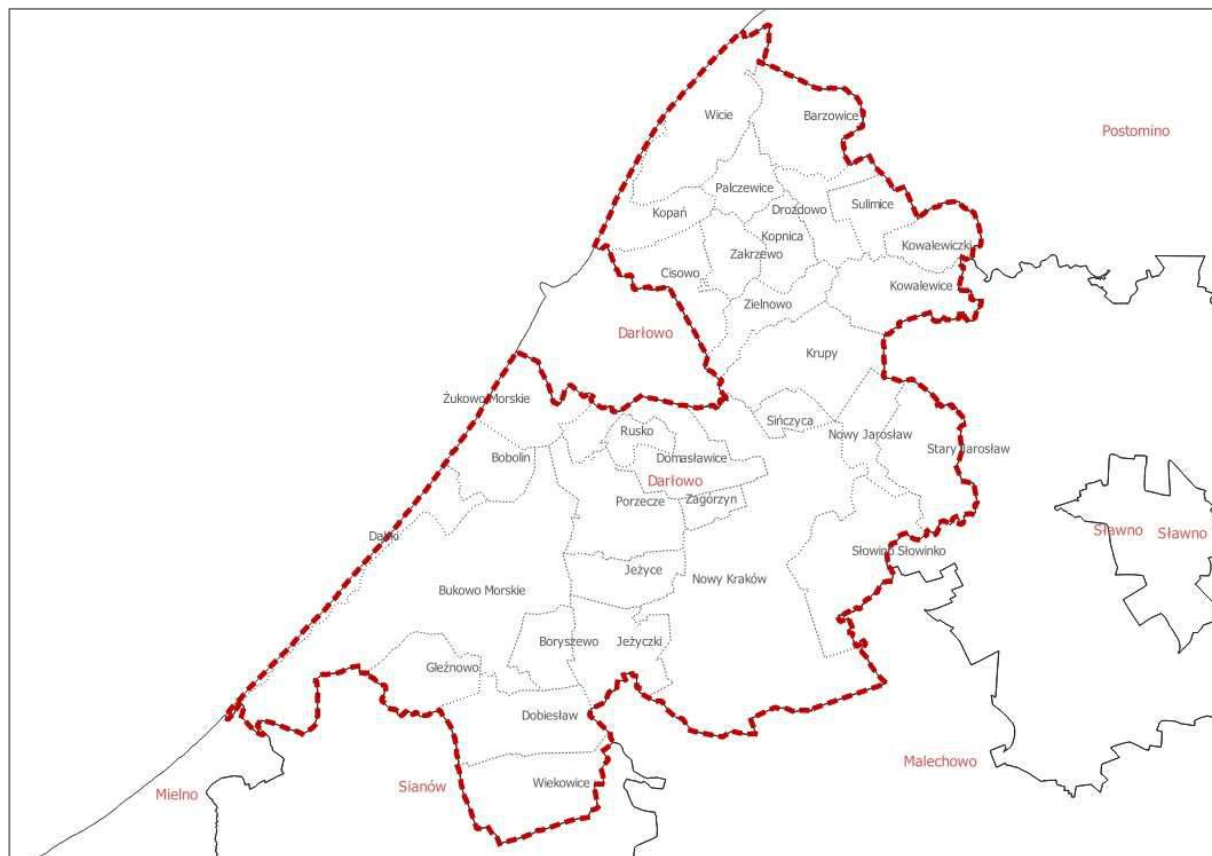 Wicie
Barzowice
Postomino
Palczewice
Sulimice
Kopań
Drozdowo
Kopnica
Kowalewiczki
Zakrzewo
Cisowo
Kowalewice
Zielnowo
Darłowo
Krupy
Żukowo Morskie
Sińczyca
Rusko
Nowy Jarosław
Stary Jarosław
Bobolin
Domasławice
Darłowo
Porzecze
Zagórzyn
Sławno
Sławno
Dąbki
Słowino Słowinko
Jeżyce
Nowy Kraków
Bukowo Morskie
Boryszewo
Jeżyczki
Gleźnowo
Dobiesław
Malechowo
Wiekowice
Sianów
Mielno